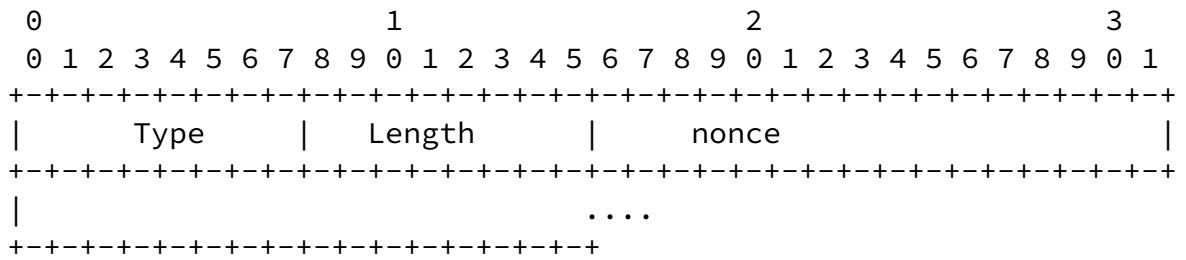 0                   1                   2                   3
 0 1 2 3 4 5 6 7 8 9 0 1 2 3 4 5 6 7 8 9 0 1 2 3 4 5 6 7 8 9 0 1
+-+-+-+-+-+-+-+-+-+-+-+-+-+-+-+-+-+-+-+-+-+-+-+-+-+-+-+-+-+-+-+-+
|      Type     |   Length      |     nonce                     |
+-+-+-+-+-+-+-+-+-+-+-+-+-+-+-+-+-+-+-+-+-+-+-+-+-+-+-+-+-+-+-+-+
|                               ....
+-+-+-+-+-+-+-+-+-+-+-+-+-+-+-+-+